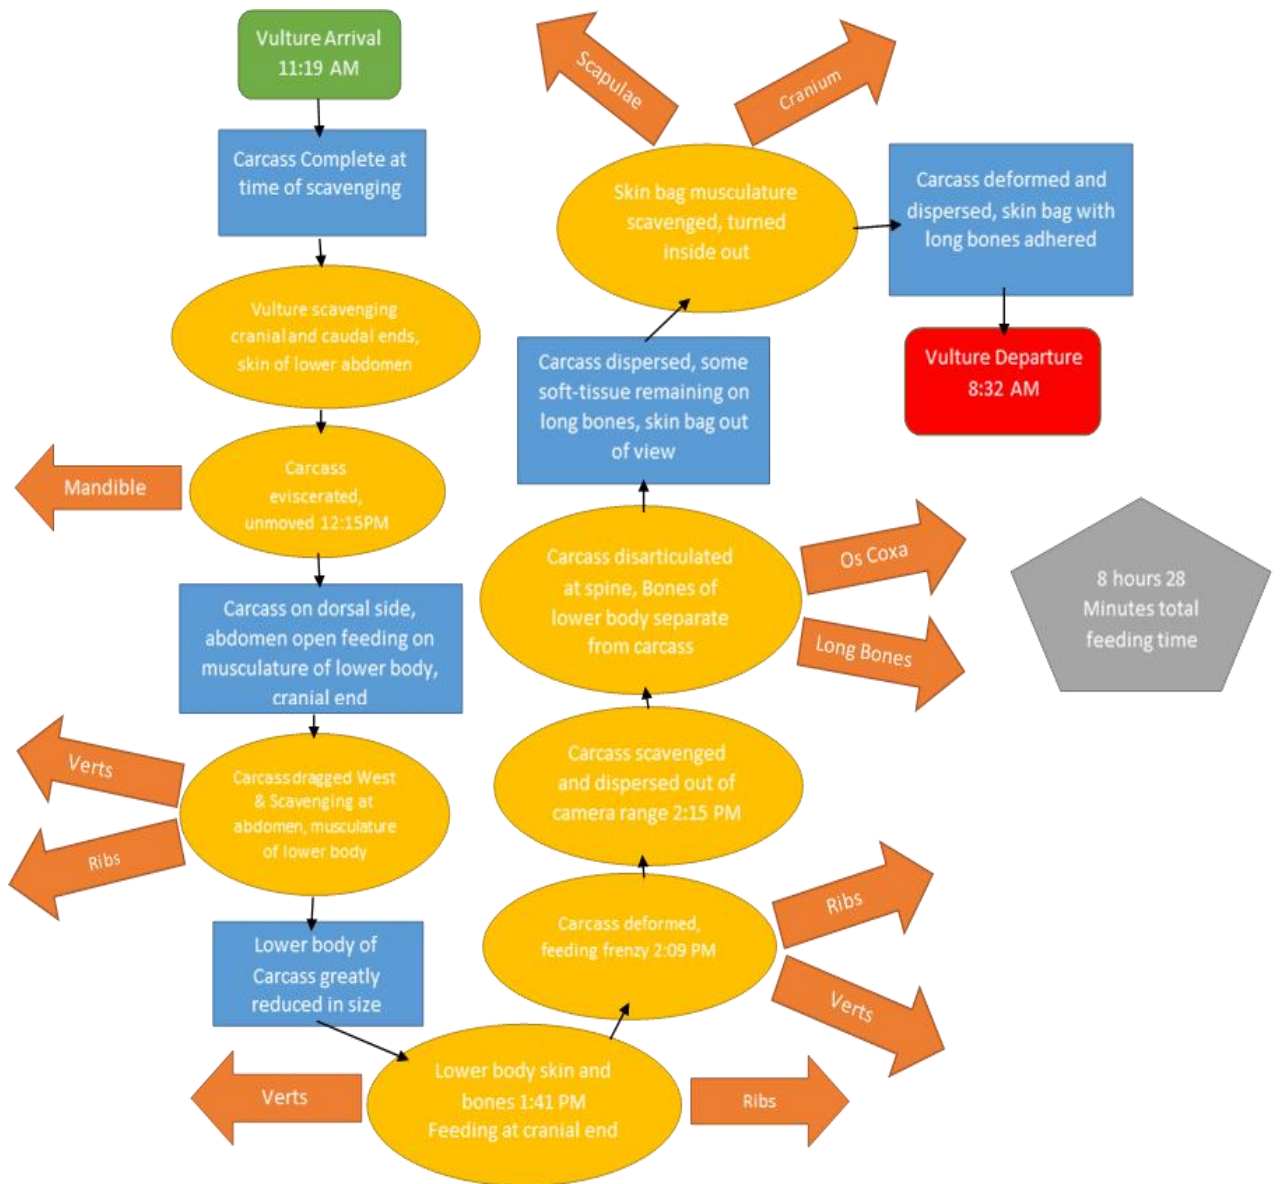 Vulture Arrival
11:19 AM
Carcass Complete at
time of scavenging
Vulture scavenging
cranial and caudal ends,
skin of lower abdomen
Carcass
eviscerated,
unmoved 12:15PM
Mandible
Carcass on dorsal side,
abdomen open feeding on
musculature of lower body,
cranial end
Carcass dragged West
& Scavenging at
abdomen, musculature
of lower body
Verts
Ribs
Lower body of
Carcass greatly
reduced in size
Lower body skin and
bones 1:41 PM
Feeding at cranial end
Verts
Ribs
Carcass deformed,
feeding frenzy 2:09 PM
Ribs
Verts
Carcass scavenged
and dispersed out of
camera range 2:15 PM
Carcass disarticulated
at spine, Bones of
lower body separate
from carcass
Os Coxa
Long Bones
Carcass dispersed, some
soft-tissue remaining on
long bones, skin bag out
of view
Skin bag musculature
scavenged, turned
inside out
Scapulae
Cranium
Carcass deformed and
dispersed, skin bag with
long bones adhered
Vulture Departure
8:32 AM
8 hours 28
Minutes total
feeding time